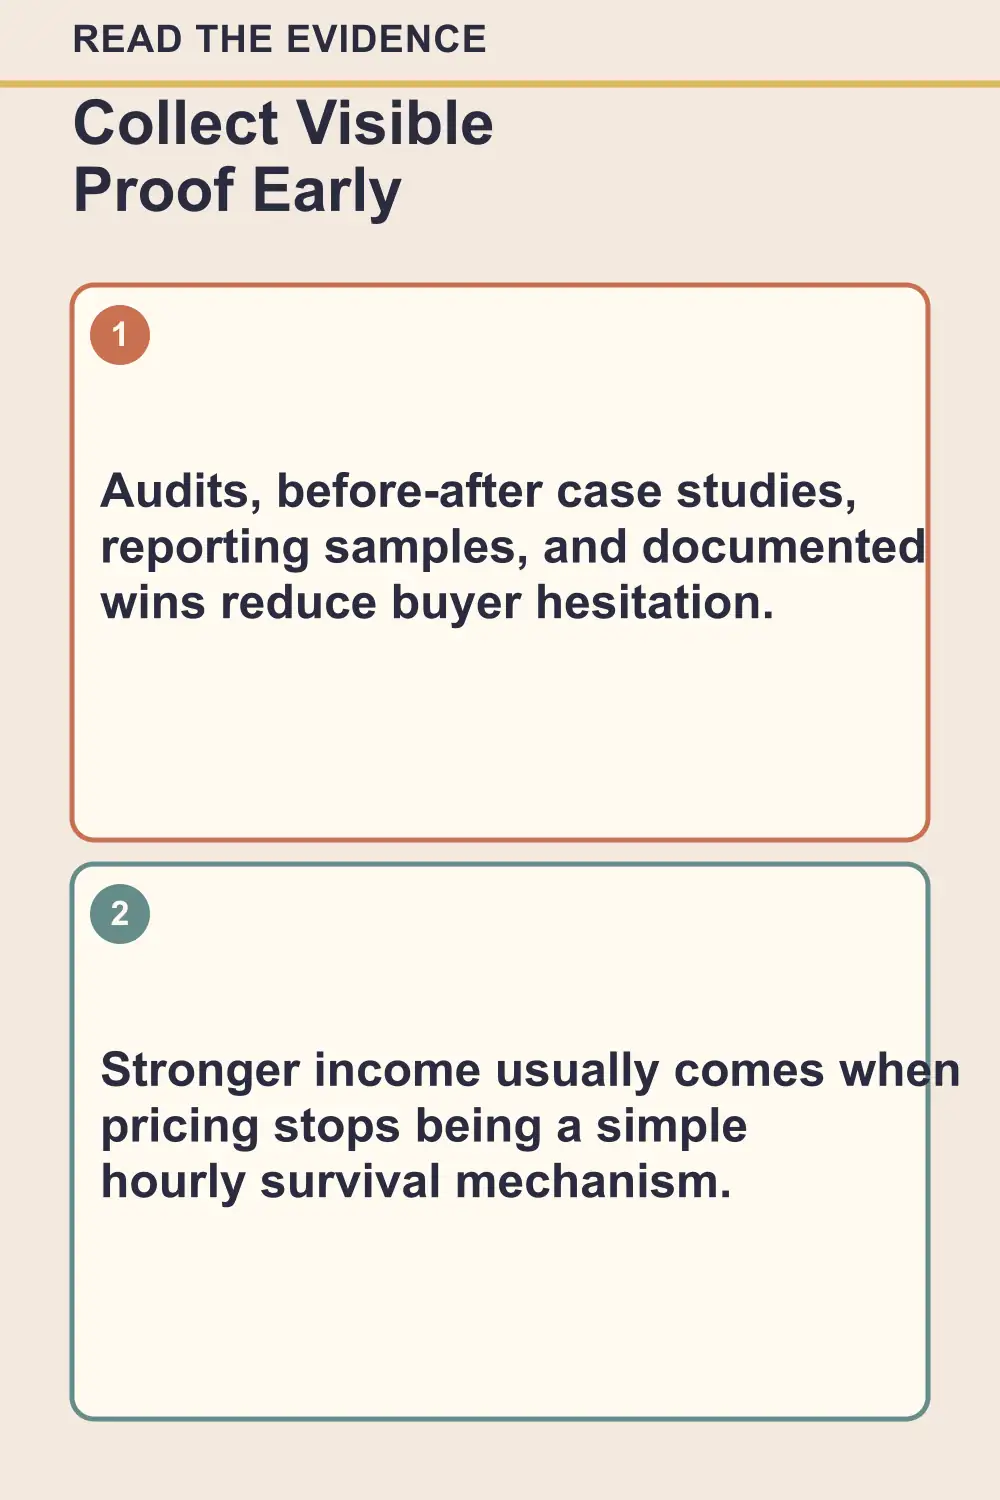 READ THE EVIDENCE
Collect Visible
Proof Early
1
Audits, before-after case studies,
reporting samples, and documented
wins reduce buyer hesitation.
2
Stronger income usually comes when
pricing stops being a simple
hourly survival mechanism.